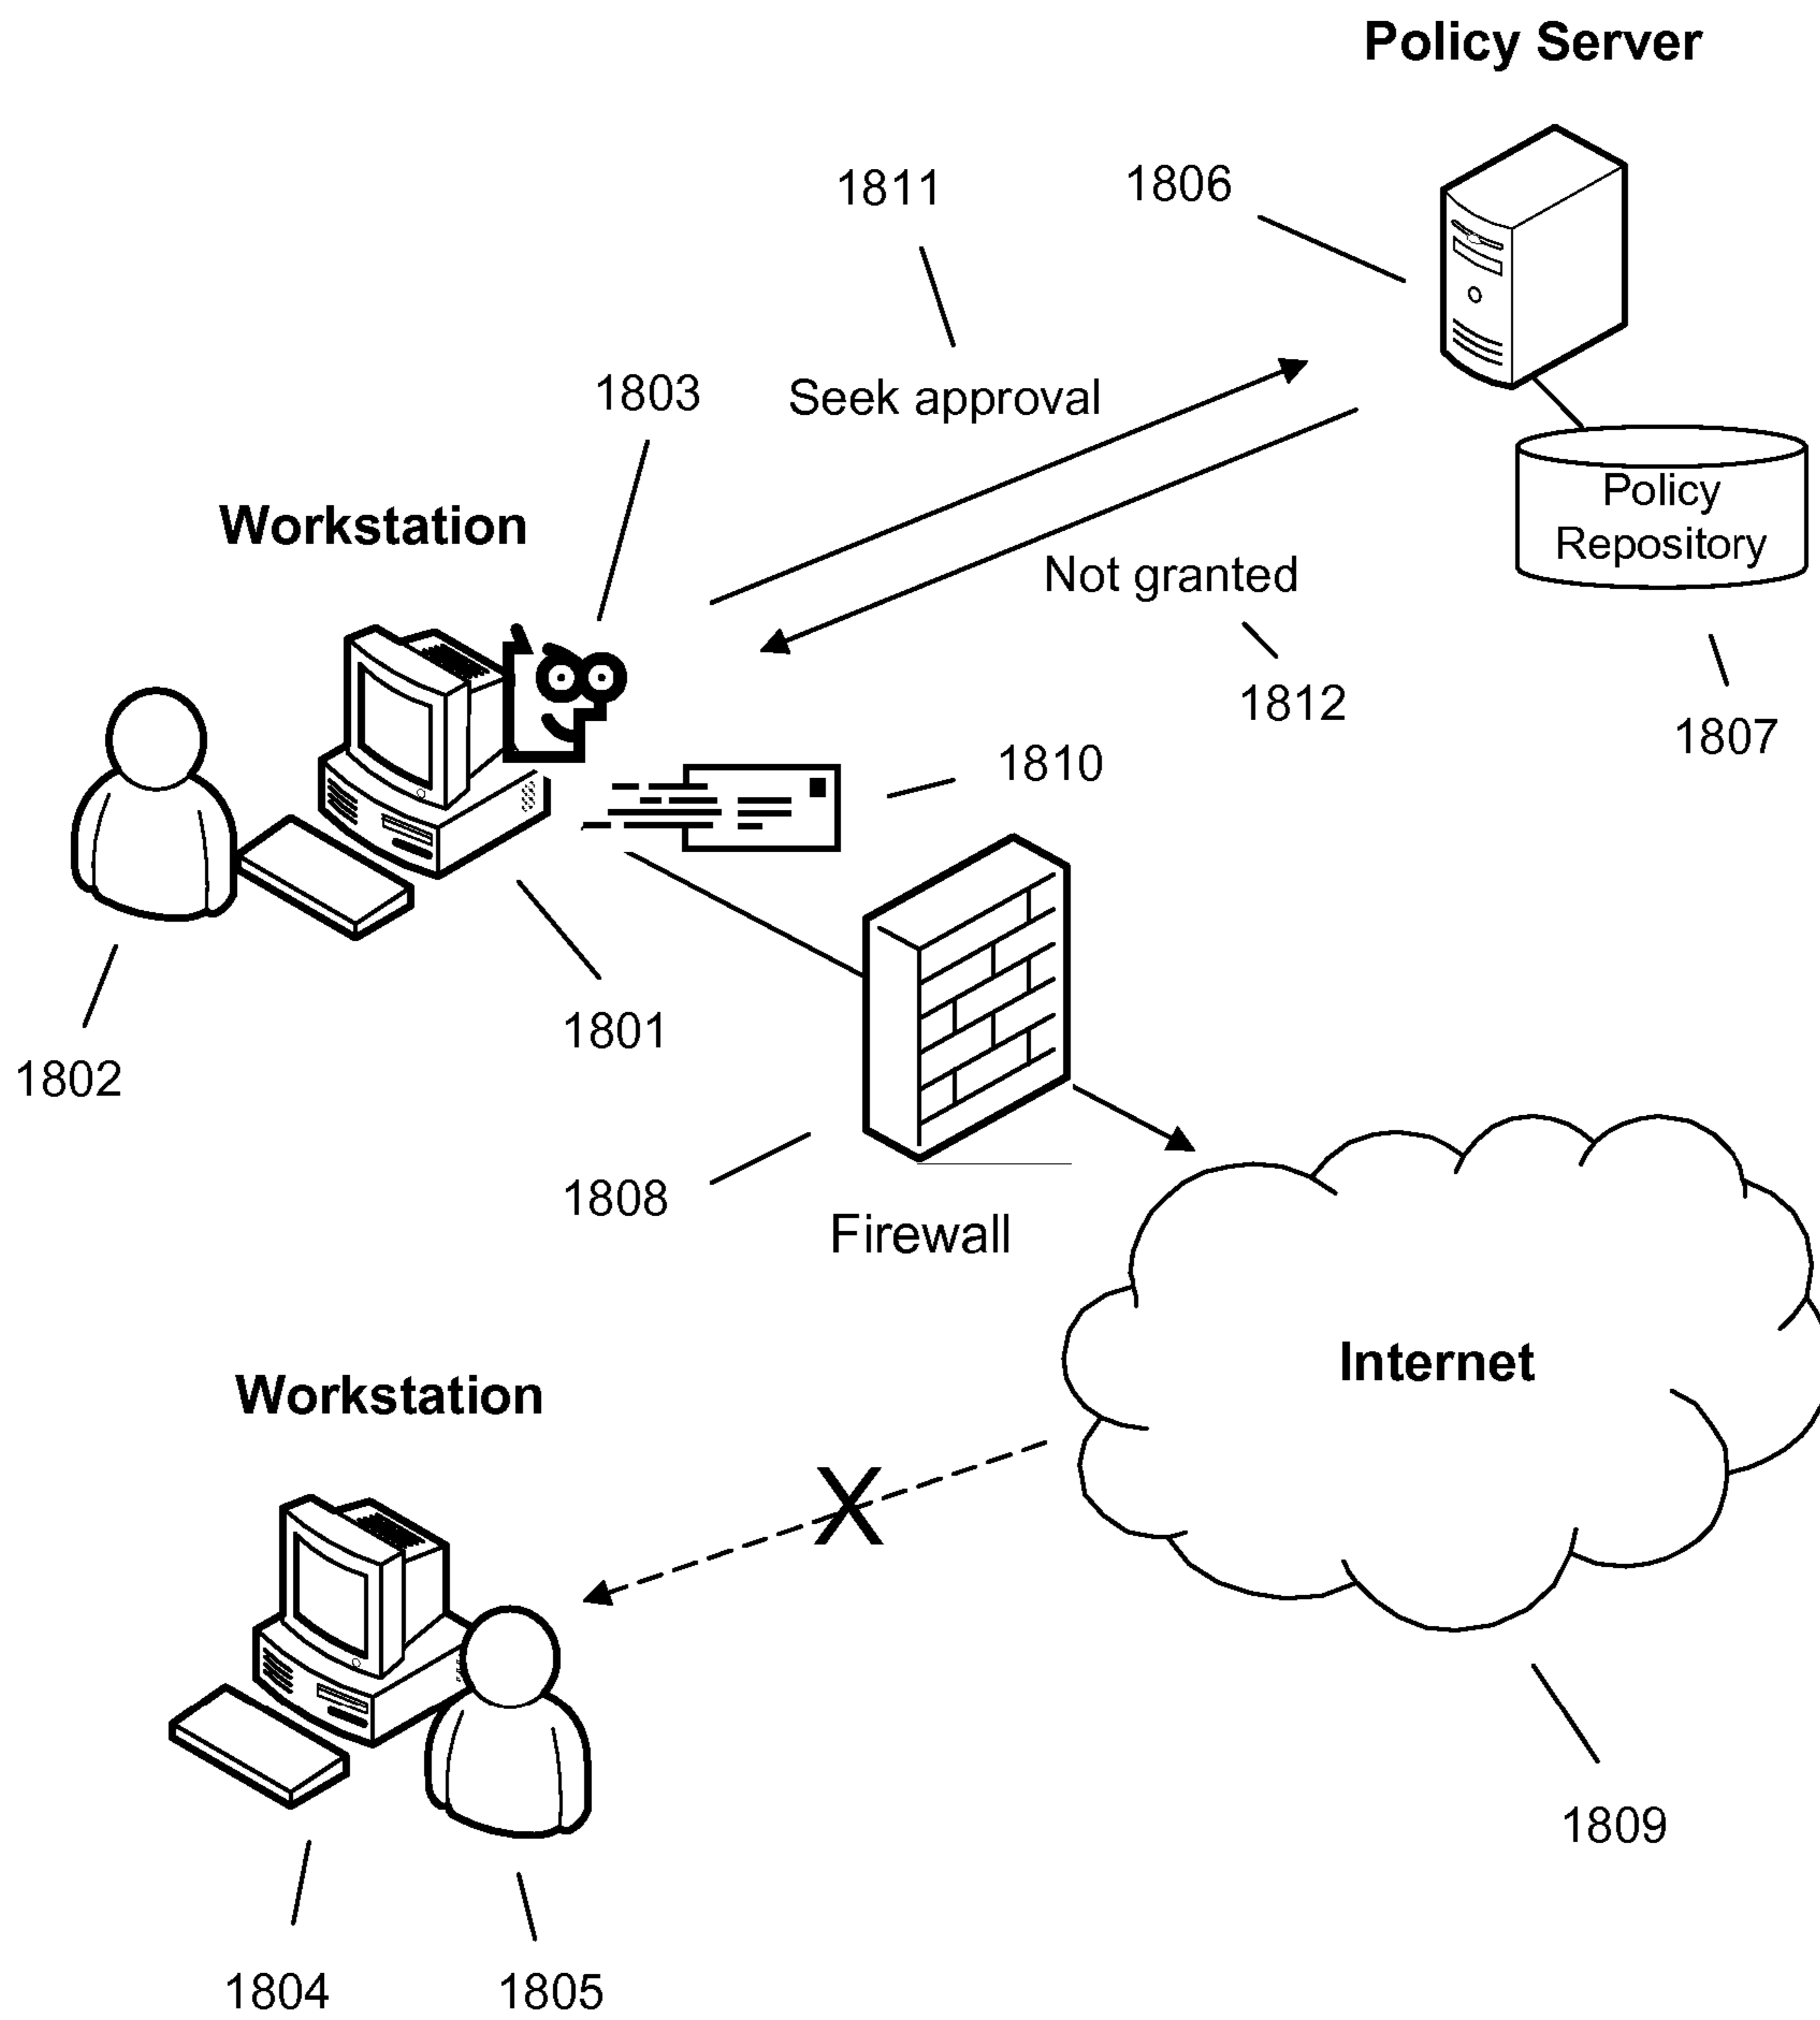 Policy Server
1811
1806
1803
Seek approval
Policy
Repository
Workstation
Not granted
1812
1807
1810
1801
1802
1808
Firewall
Internet
Workstation
X
1809
1804
1805